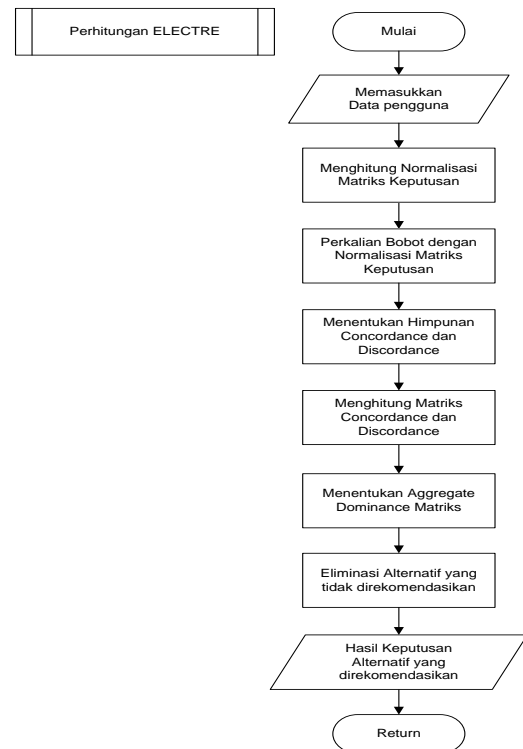 Perhitungan ELECTRE
Mulai
Memasukkan
Data pengguna
Menghitung Normalisasi
Matriks Keputusan
Perkalian Bobot dengan
Normalisasi Matriks
Keputusan
Menentukan Himpunan
Concordance dan
Discordance
Menghitung Matriks
Concordance dan
Discordance
Menentukan Aggregate
Dominance Matriks
Eliminasi Alternatif yang
tidak direkomendasikan
Hasil Keputusan
Alternatif yang
direkomendasikan
Return